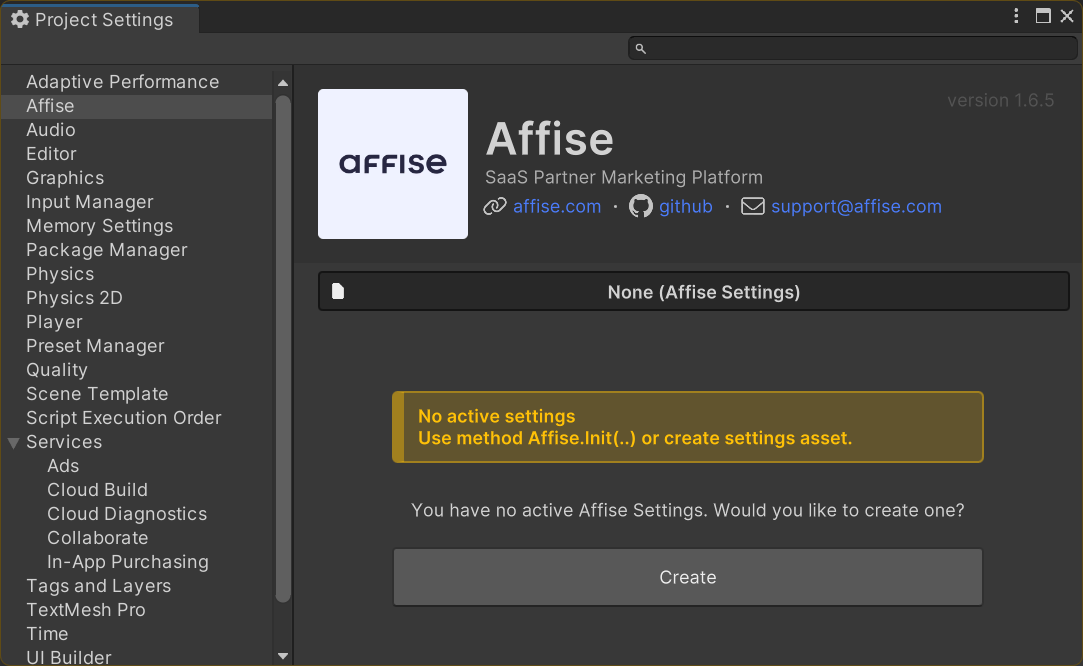 Project Settings
Adaptive Performance
Affise
Audio
Editor
Graphics
Input Manager
Memory Settings
Package Manager
Physics
Physics 2D
Player
Preset Manager
Quality
Scene Template
Script Execution Order
Services
Ads
Cloud Build
Cloud Diagnostics
Collaborate
In-App Purchasing
Tags and Layers
TextMesh Pro
Time
UI Builder
version 1.6.5
AFFISE
Affise
SaaS Partner Marketing Platform
affise.com · github · support@affise.com
None (Affise Settings)
No active settings
Use method Affise.Init(..) or create settings asset.
You have no active Affise Settings. Would you like to create one?
Create